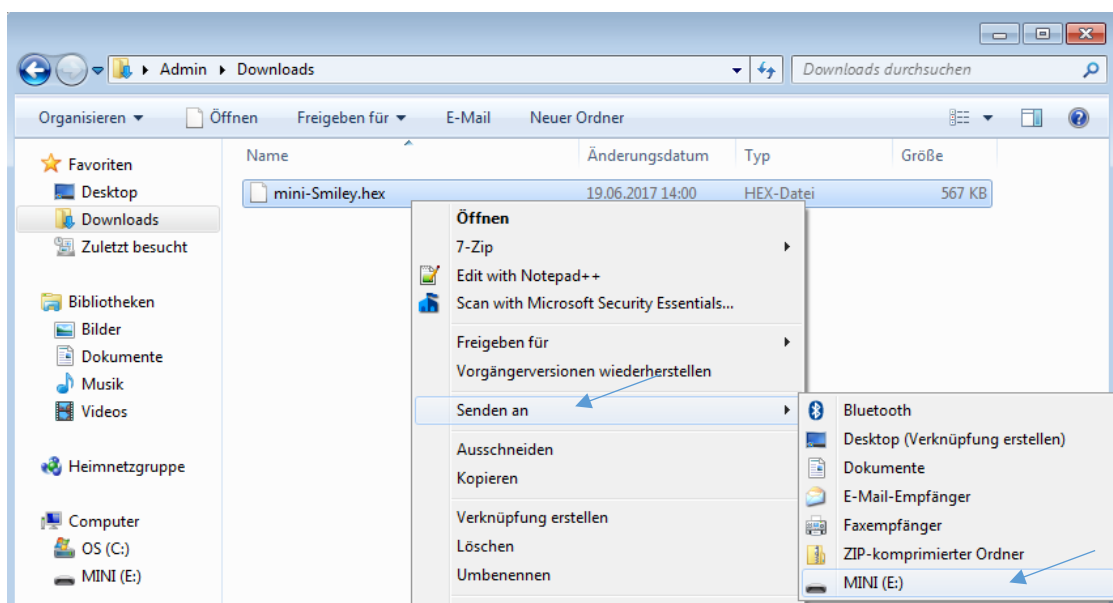 Admin Downloads
Downloads durchsuchen
Organisieren Öffnen Freigeben für E-Mail Neuer Ordner
Name Änderungsdatum Typ Größe
mini-Smiley.hex 19.06.2017 14:00 HEX-Datei 567 KB
Favoriten
Desktop
Downloads
Zuletzt besucht
Bibliotheken
Bilder
Dokumente
Musik
Videos
Heimnetzgruppe
Computer
OS (C:)
MINI (E:)
Öffnen
7-Zip
Edit with Notepad++
Scan with Microsoft Security Essentials...
Freigeben für
Vorgängerversionen wiederherstellen
Senden an
Ausschneiden
Kopieren
Verknüpfung erstellen
Löschen
Umbenennen
Bluetooth
Desktop (Verknüpfung erstellen)
Dokumente
E-Mail-Empfänger
Faxempfänger
ZIP-komprimierter Ordner
MINI (E:)